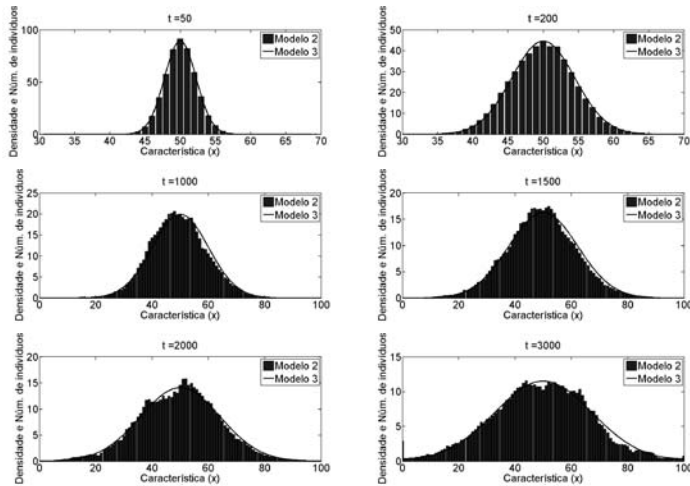 t =50
Densidade e Núm. de indivíduos
100
50
0
30 35 40 45 50 55 60 65 70
Característica (x)
Modelo 2
Modelo 3
t =200
Densidade e Núm. de indivíduos
50
40
30
20
10
0
30 35 40 45 50 55 60 65 70
Característica (x)
Modelo 2
Modelo 3
t =1000
Densidade e Núm. de indivíduos
25
20
15
10
5
0
0 20 40 60 80 100
Característica (x)
Modelo 2
Modelo 3
t =1500
Densidade e Núm. de indivíduos
20
15
10
5
0
0 20 40 60 80 100
Característica (x)
Modelo 2
Modelo 3
t =2000
Densidade e Núm. de indivíduos
20
15
10
5
0
0 20 40 60 80 100
Característica (x)
Modelo 2
Modelo 3
t =3000
Densidade e Núm. de indivíduos
15
10
5
0
0 20 40 60 80 100
Característica (x)
Modelo 2
Modelo 3